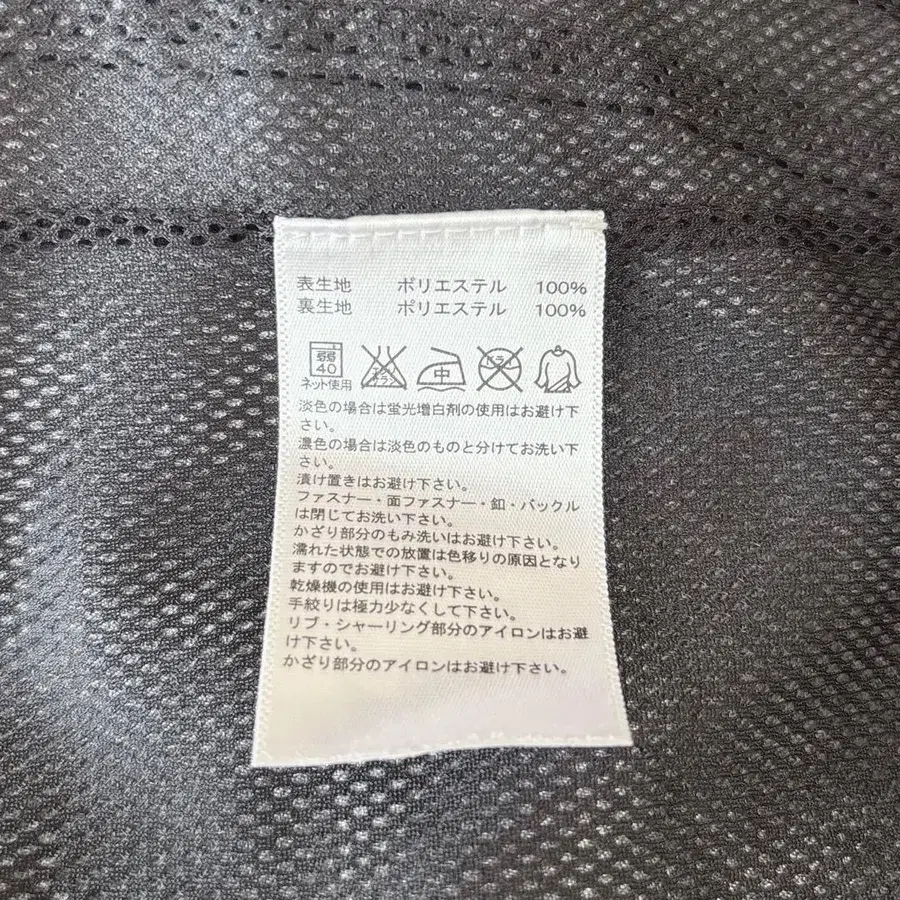 表生地 ポリエステル 100%
裏生地 ポリエステル 100%
弱
40
ネット使用
エンソ
サラシ
中
ドライ
淡色の場合は蛍光増白剤の使用はお避け下
さい。
濃色の場合は淡色のものと分けてお洗い下
さい。
漬け置きはお避け下さい。
ファスナー・面ファスナー・釦・バックル
は閉じてお洗い下さい。
かざり部分のもみ洗いはお避け下さい。
濡れた状態での放置は色移りの原因となり
ますのでお避け下さい。
乾燥機の使用はお避け下さい。
手絞りは極力少なくして下さい。
リブ・シャーリング部分のアイロンはお避
け下さい。
かざり部分のアイロンはお避け下さい。